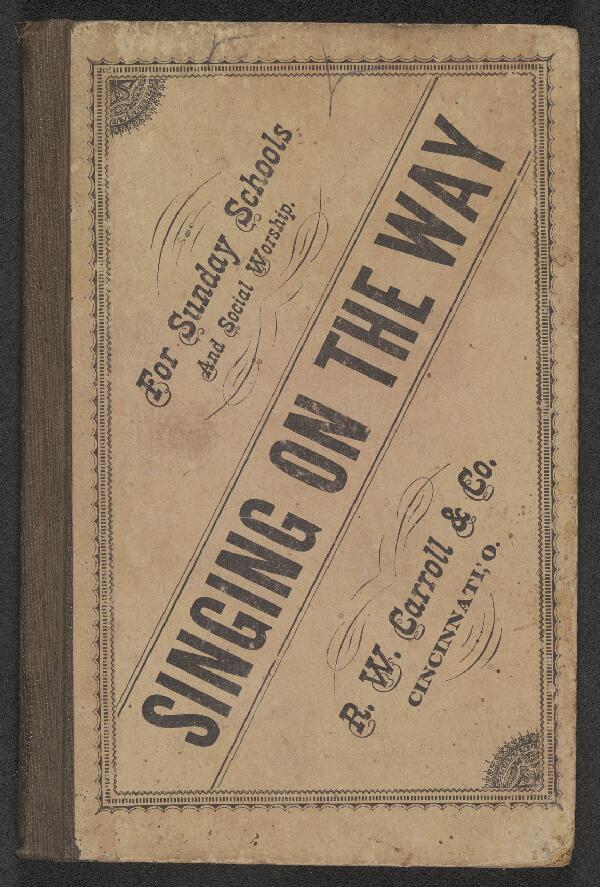 For Sunday Schools
And Social Worship.
SINGING ON THE WAY
R. W. Carroll & Co.
CINCINNATI, O.